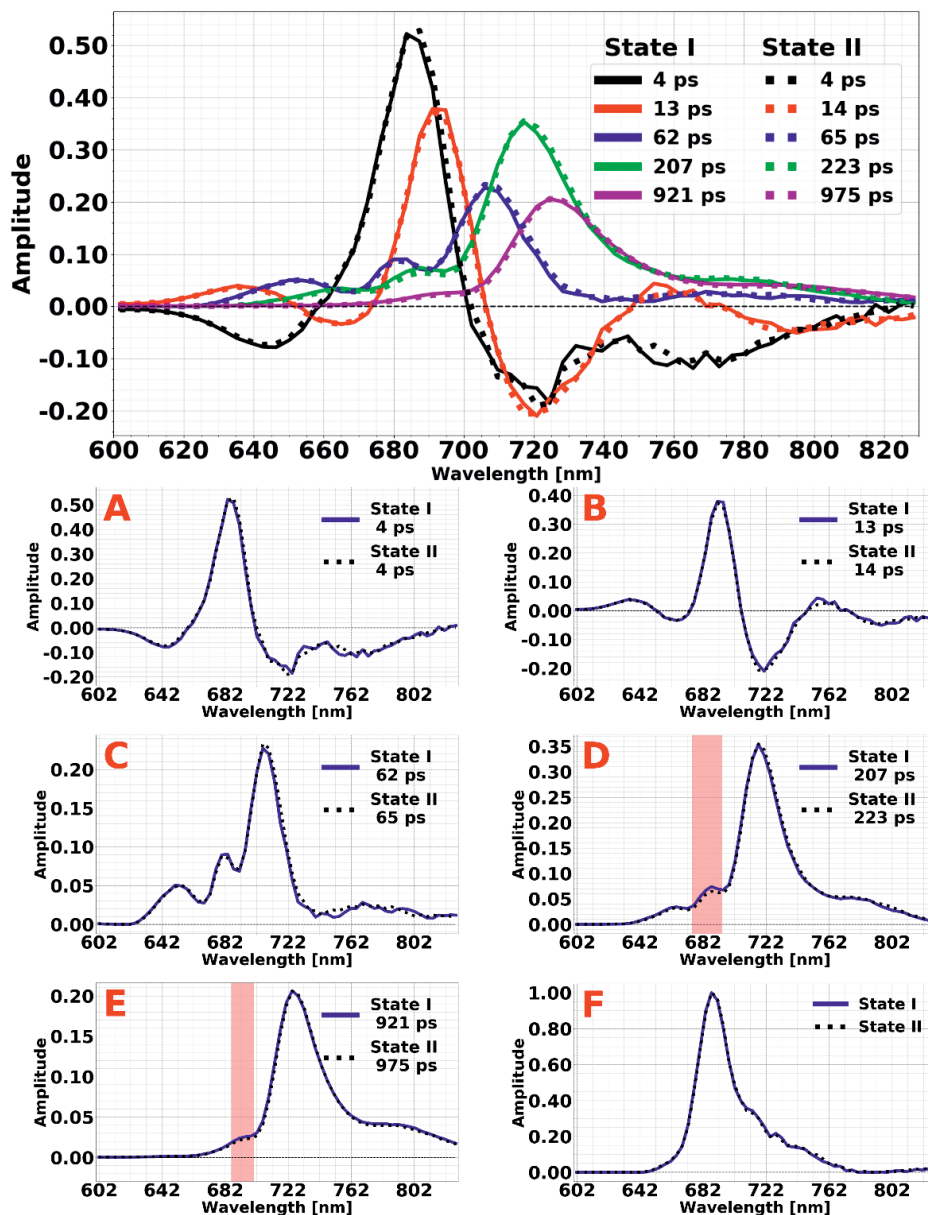 State I State II
4 ps 4 ps
13 ps 14 ps
62 ps 65 ps
207 ps 223 ps
921 ps 975 ps
Amplitude
0.50
0.40
0.30
0.20
0.10
0.00
-0.10
-0.20
600 620 640 660 680 700 720 740 760 780 800 820
Wavelength [nm]
A
State I
4 ps
State II
4 ps
Amplitude
0.50
0.40
0.30
0.20
0.10
0.00
-0.10
-0.20
602 642 682 722 762 802
Wavelength [nm]
B
State I
13 ps
State II
14 ps
Amplitude
0.40
0.30
0.20
0.10
0.00
-0.10
-0.20
602 642 682 722 762 802
Wavelength [nm]
C
State I
62 ps
State II
65 ps
Amplitude
0.20
0.15
0.10
0.05
0.00
602 642 682 722 762 802
Wavelength [nm]
D
State I
207 ps
State II
223 ps
Amplitude
0.35
0.30
0.25
0.20
0.15
0.10
0.05
0.00
602 642 682 722 762 802
Wavelength [nm]
E
State I
921 ps
State II
975 ps
Amplitude
0.20
0.15
0.10
0.05
0.00
602 642 682 722 762 802
Wavelength [nm]
F
State I
State II
Amplitude
1.00
0.80
0.60
0.40
0.20
0.00
602 642 682 722 762 802
Wavelength [nm]